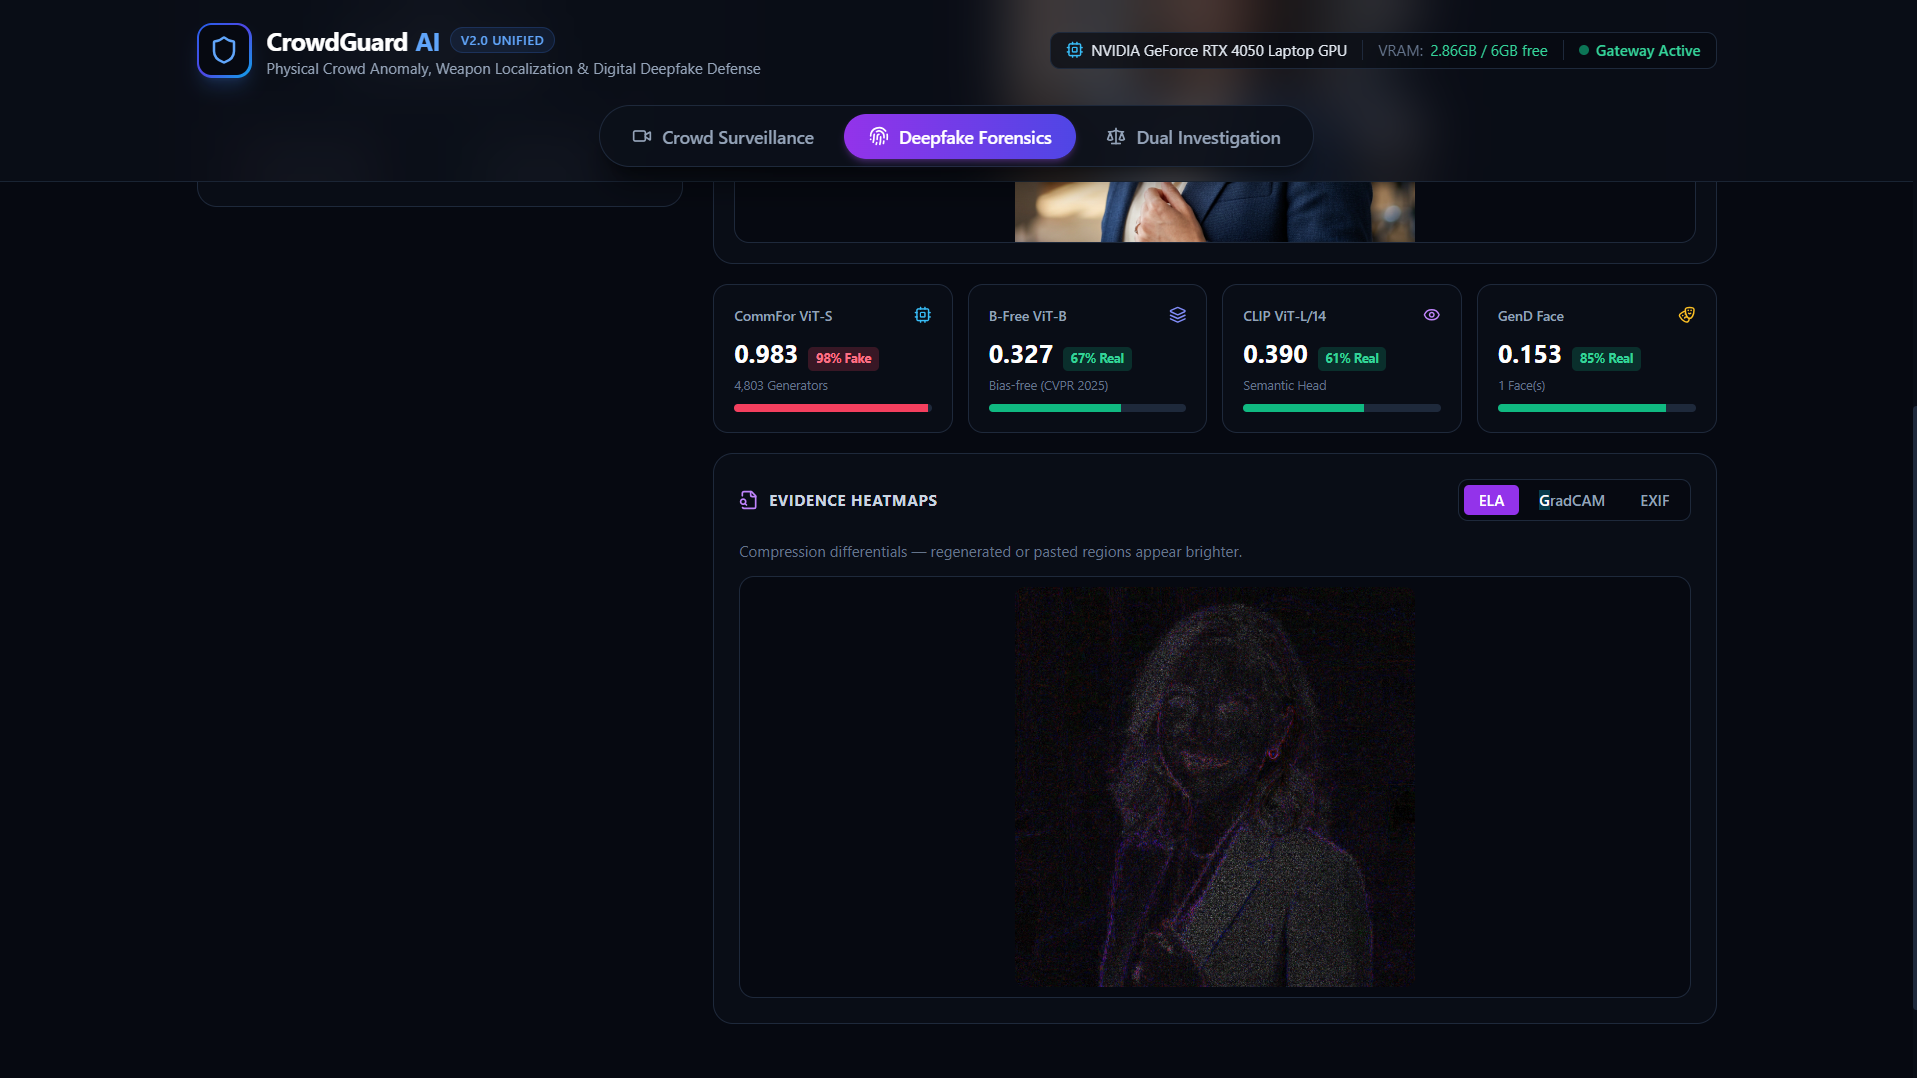 CrowdGuard AI V2.0 UNIFIED
Physical Crowd Anomaly, Weapon Localization & Digital Deepfake Defense
NVIDIA GeForce RTX 4050 Laptop GPU VRAM: 2.86GB / 6GB free Gateway Active
Crowd Surveillance Deepfake Forensics Dual Investigation
CommFor ViT-S
0.983 98% Fake
4,803 Generators
B-Free ViT-B
0.327 67% Real
Bias-free (CVPR 2025)
CLIP ViT-L/14
0.390 61% Real
Semantic Head
GenD Face
0.153 85% Real
1 Face(s)
EVIDENCE HEATMAPS
ELA GradCAM EXIF
Compression differentials — regenerated or pasted regions appear brighter.